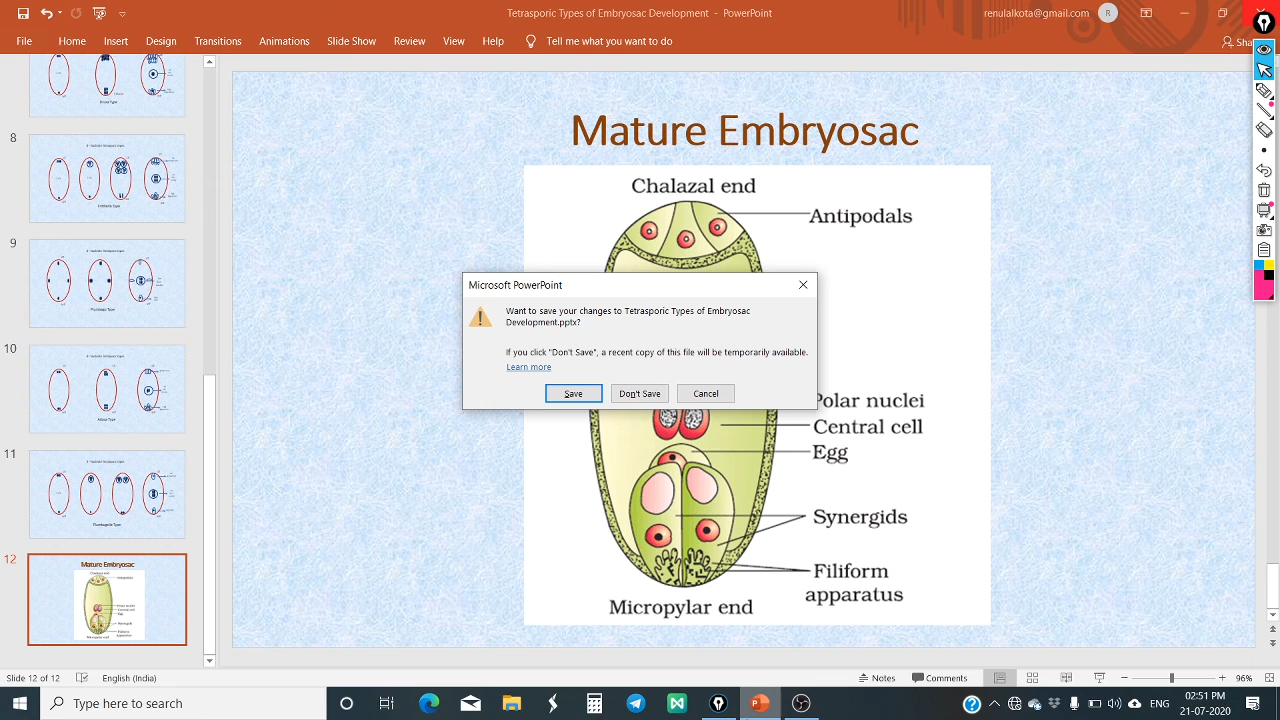 Tetrasporic Types of Embryosac Development - PowerPoint
renulalkota@gmail.com
R
File Home Insert Design Transitions Animations Slide Show Review View Help Tell me what you want to do
8
9
10
11
12
Mature Embryosac
Mature Embryosac
Chalazal end
Antipodals
Microsoft PowerPoint
Want to save your changes to Tetrasporic Types of Embryosac
Development.pptx?
If you click "Don't Save", a recent copy of this file will be temporarily available.
Learn more
Save Don't Save Cancel
Polar nuclei
Central cell
Egg
Synergids
Filiform
apparatus
Micropylar end
Slide 12 of 12 English (India) Notes Comments 96%
Type here to search
ENG
02:51 PM
21-07-2020